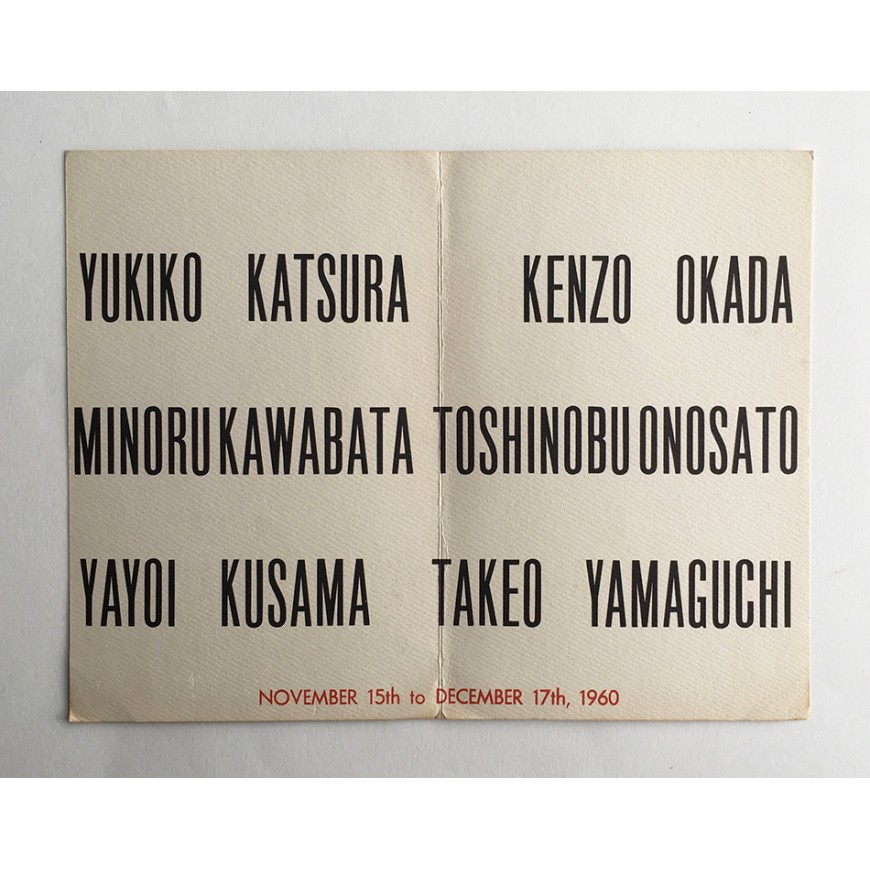 YUKIKO KATSURA KENZO OKADA
MINORU KAWABATA TOSHINOBU ONOSATO
YAYOI KUSAMA TAKEO YAMAGUCHI
NOVEMBER 15th to DECEMBER 17th, 1960